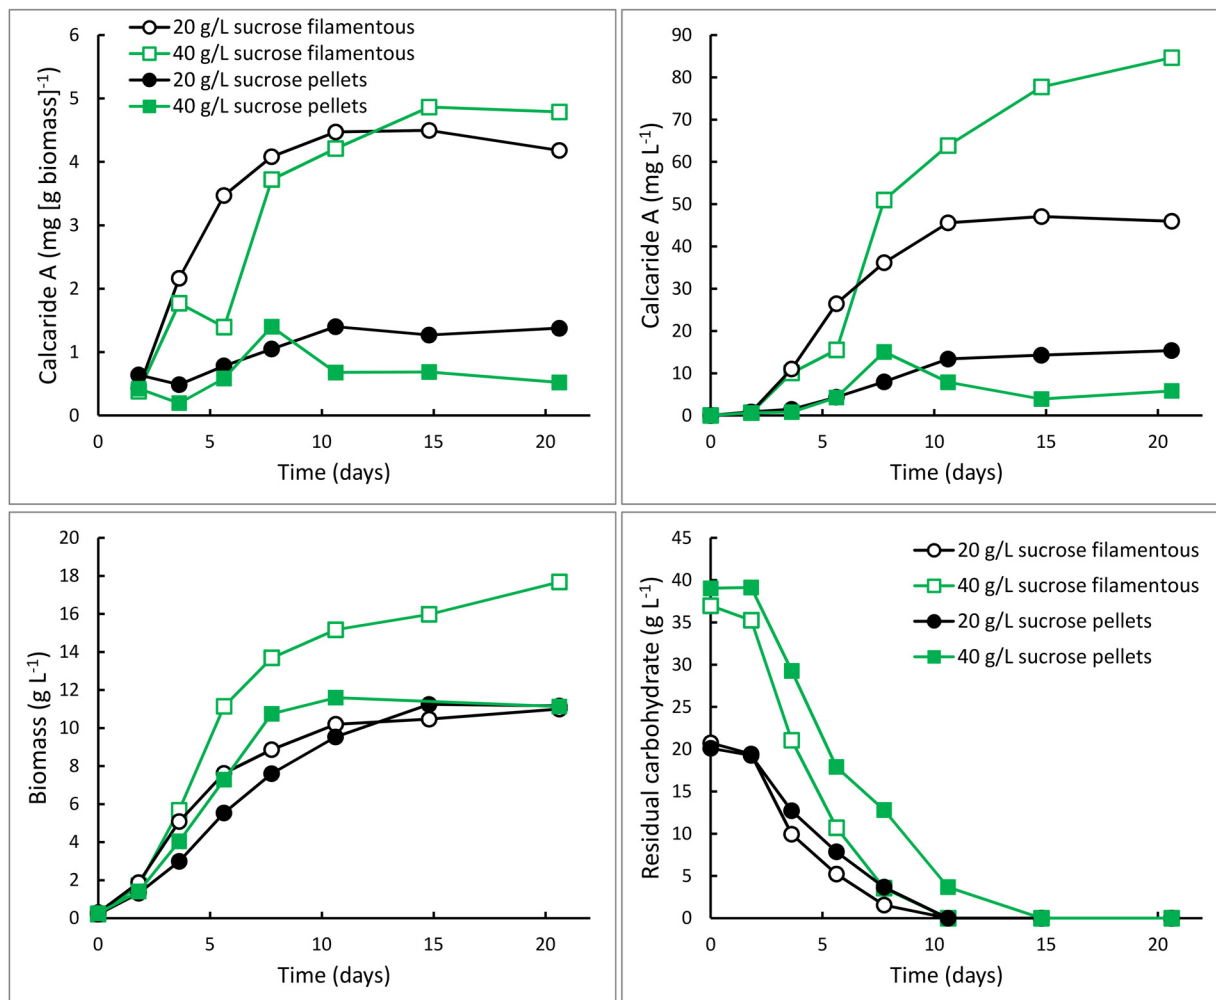 20 g/L sucrose filamentous
40 g/L sucrose filamentous
20 g/L sucrose pellets
40 g/L sucrose pellets
Calcaride A (mg [g biomass]-1)
6
5
4
3
2
1
0
0 5 10 15 20
Time (days)
Calcaride A (mg L-1)
90
80
70
60
50
40
30
20
10
0
0 5 10 15 20
Time (days)
Biomass (g L-1)
20
18
16
14
12
10
8
6
4
2
0
0 5 10 15 20
Time (days)
Residual carbohydrate (g L-1)
45
40
35
30
25
20
15
10
5
0
0 5 10 15 20
Time (days)
20 g/L sucrose filamentous
40 g/L sucrose filamentous
20 g/L sucrose pellets
40 g/L sucrose pellets